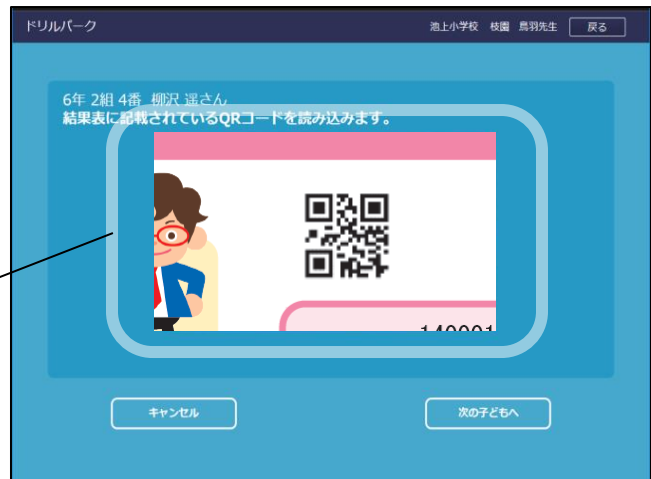 ドリルパーク
池上小学校 枝園 鳥羽先生 戻る
6年 2組 4番 柳沢 遥さん
結果表に記載されているQRコードを読み込みます。
キャンセル 次の子どもへ